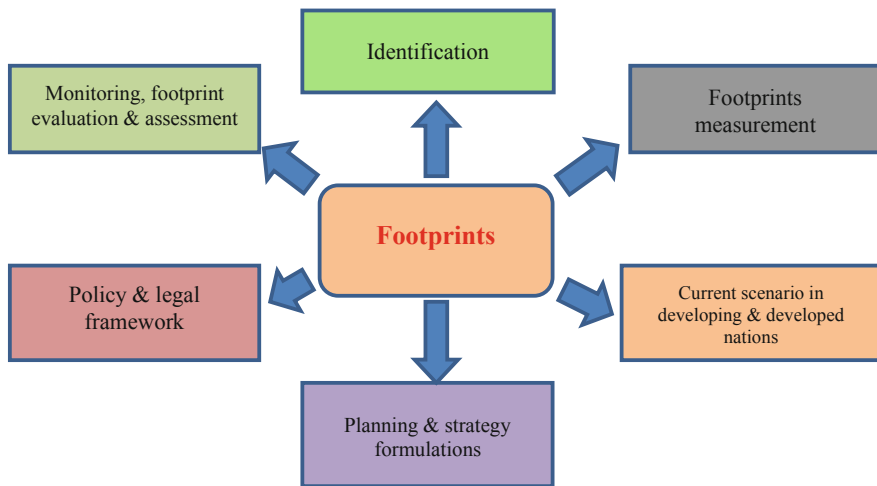 Identification
Monitoring, footprint
evaluation & assessment
Footprints
measurement
Footprints
Policy & legal
framework
Current scenario in
developing & developed
nations
Planning & strategy
formulations